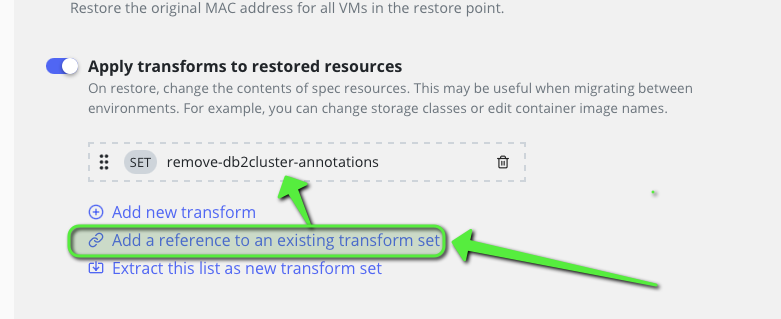 Restore the original MAC address for all VMs in the restore point.
Apply transforms to restored resources
On restore, change the contents of spec resources. This may be useful when migrating between
environments. For example, you can change storage classes or edit container image names.
SET remove-db2cluster-annotations
Add new transform
Add a reference to an existing transform set
Extract this list as new transform set